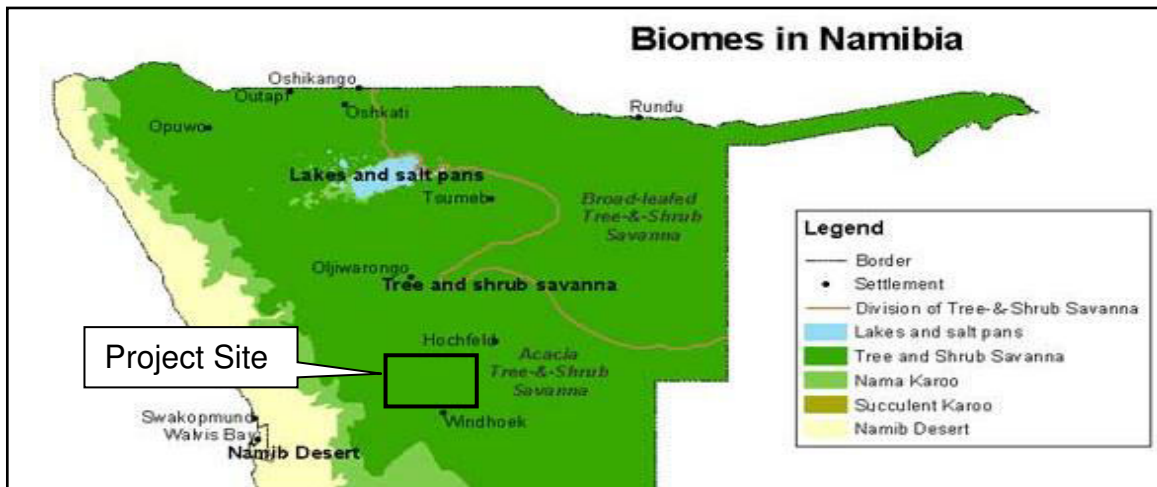 Biomes in Namibia
Oshikango
Outapi
Oshkati
Rundu
Opuwo
Lakes and salt pans
Tsumeb
Broad-leafed
Tree-&-Shrub
Savanna
Oljiwarongo
Tree and shrub savanna
Hochfeld
Acacia
Tree-&-Shrub
Savanna
Project Site
Windhoek
Swakopmund
Walvis Bay
Namib Desert
Legend
Border
Settlement
Division of Tree-&-Shrub Savanna
Lakes and salt pans
Tree and Shrub Savanna
Nama Karoo
Succulent Karoo
Namib Desert